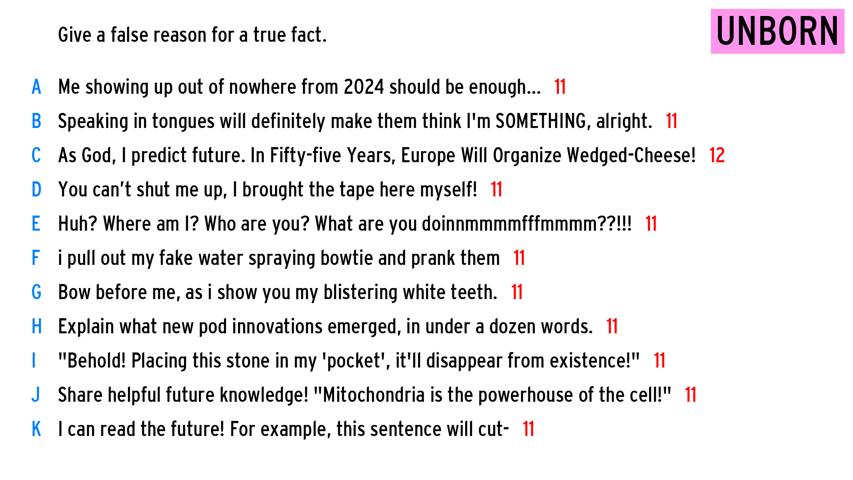 Give a false reason for a true fact.
UNBORN
A Me showing up out of nowhere from 2024 should be enough... 11
B Speaking in tongues will definitely make them think I'm SOMETHING, alright. 11
C As God, I predict future. In Fifty-five Years, Europe Will Organize Wedged-Cheese! 12
D You can't shut me up, I brought the tape here myself! 11
E Huh? Where am I? Who are you? What are you doinnmmmmfffmmmm??!!! 11
F i pull out my fake water spraying bowtie and prank them 11
G Bow before me, as i show you my blistering white teeth. 11
H Explain what new pod innovations emerged, in under a dozen words. 11
I "Behold! Placing this stone in my 'pocket', it'll disappear from existence!" 11
J Share helpful future knowledge! "Mitochondria is the powerhouse of the cell!" 11
K I can read the future! For example, this sentence will cut- 11